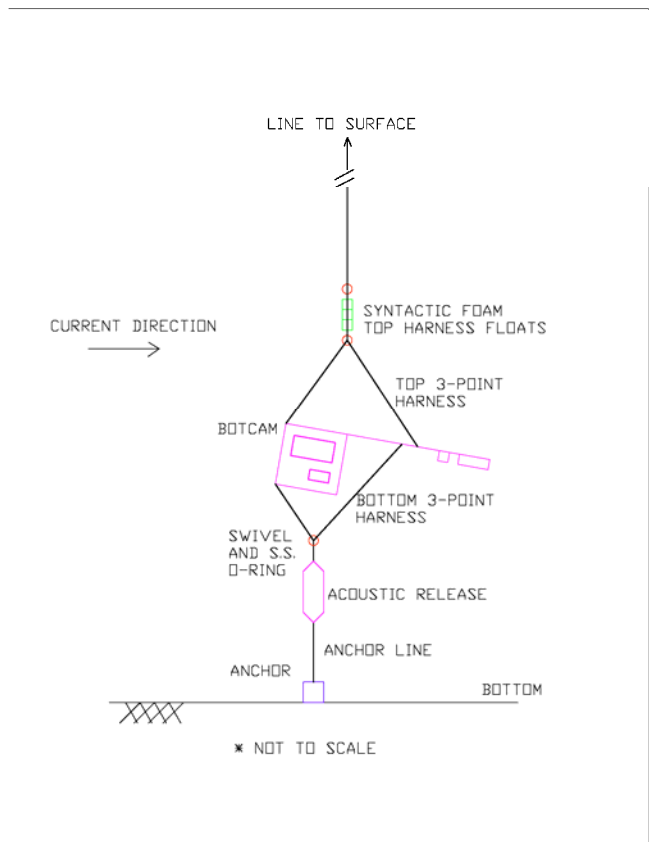 LINE TO SURFACE
SYNTACTIC FOAM
TOP HARNESS FLOATS
CURRENT DIRECTION
TOP 3-POINT
HARNESS
BOTCAM
BOTTOM 3-POINT
HARNESS
SWIVEL
AND S.S.
O-RING
ACOUSTIC RELEASE
ANCHOR LINE
ANCHOR
BOTTOM
* NOT TO SCALE